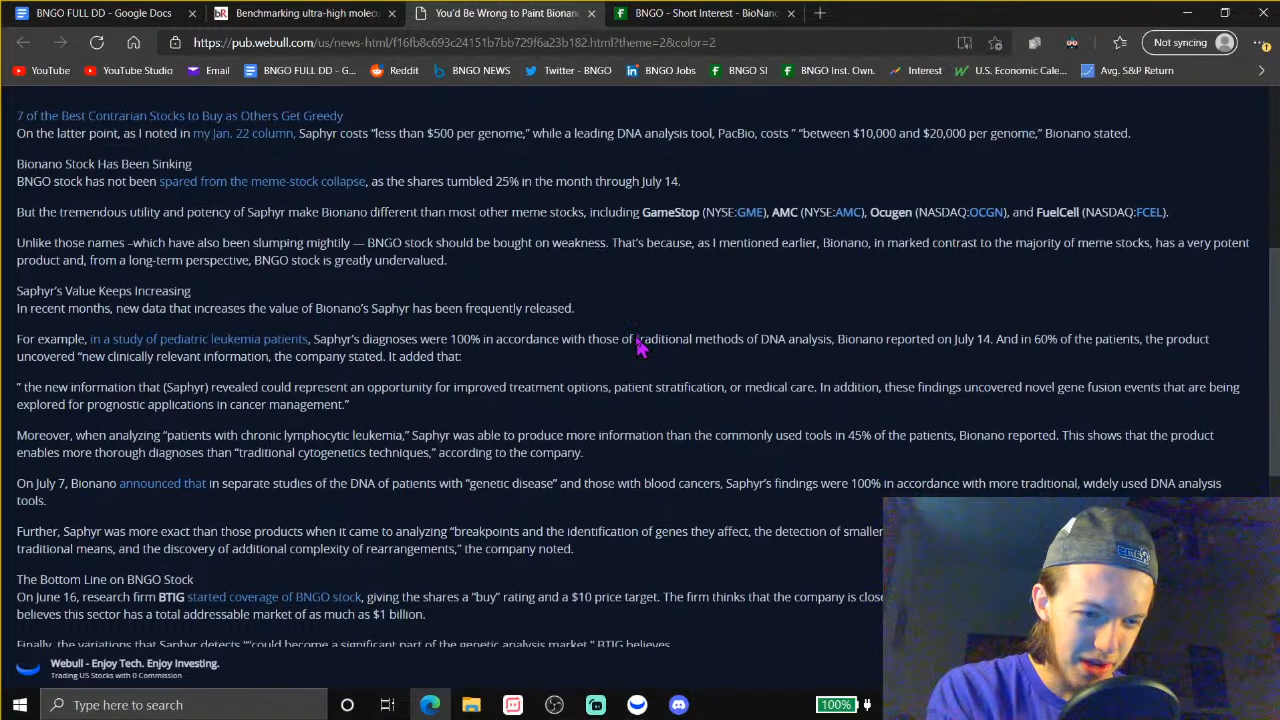 BNGO FULL DD - Google Docs
Benchmarking ultra-high molecu
You'd Be Wrong to Paint Bionano
BNGO - Short Interest - BioNano
https://pub.webull.com/us/news-html/f16fb8c693c24151b7bb729f6a23b182.html?theme=2&color=2
Not syncing
YouTube
YouTube Studio
Email
BNGO FULL DD - G...
Reddit
BNGO NEWS
Twitter - BNGO
BNGO Jobs
BNGO SI
BNGO Inst. Own.
Interest
U.S. Economic Cale...
Avg. S&P Return
7 of the Best Contrarian Stocks to Buy as Others Get Greedy
On the latter point, as I noted in my Jan. 22 column, Saphyr costs “less than $500 per genome,” while a leading DNA analysis tool, PacBio, costs ” “between $10,000 and $20,000 per genome,” Bionano stated.
Bionano Stock Has Been Sinking
BNGO stock has not been spared from the meme-stock collapse, as the shares tumbled 25% in the month through July 14.
But the tremendous utility and potency of Saphyr make Bionano different than most other meme stocks, including GameStop (NYSE:GME), AMC (NYSE:AMC), Ocugen (NASDAQ:OCGN), and FuelCell (NASDAQ:FCEL).
Unlike those names –which have also been slumping mightily — BNGO stock should be bought on weakness. That’s because, as I mentioned earlier, Bionano, in marked contrast to the majority of meme stocks, has a very potent
product and, from a long-term perspective, BNGO stock is greatly undervalued.
Saphyr’s Value Keeps Increasing
In recent months, new data that increases the value of Bionano’s Saphyr has been frequently released.
For example, in a study of pediatric leukemia patients, Saphyr’s diagnoses were 100% in accordance with those of traditional methods of DNA analysis, Bionano reported on July 14. And in 60% of the patients, the product
uncovered “new clinically relevant information, the company stated. It added that:
” the new information that (Saphyr) revealed could represent an opportunity for improved treatment options, patient stratification, or medical care. In addition, these findings uncovered novel gene fusion events that are being
explored for prognostic applications in cancer management.”
Moreover, when analyzing “patients with chronic lymphocytic leukemia,” Saphyr was able to produce more information than the commonly used tools in 45% of the patients, Bionano reported. This shows that the product
enables more thorough diagnoses than “traditional cytogenetics techniques,” according to the company.
On July 7, Bionano announced that in separate studies of the DNA of patients with “genetic disease” and those with blood cancers, Saphyr’s findings were 100% in accordance with more traditional, widely used DNA analysis
tools.
Further, Saphyr was more exact than those products when it came to analyzing “breakpoints and the identification of genes they affect, the detection of smaller
traditional means, and the discovery of additional complexity of rearrangements,” the company noted.
The Bottom Line on BNGO Stock
On June 16, research firm BTIG started coverage of BNGO stock, giving the shares a “buy” rating and a $10 price target. The firm thinks that the company is close
believes this sector has a total addressable market of as much as $1 billion.
Finally, the variations that Saphyr detects ““could become a significant part of the genetic analysis market,” BTIG believes.
Webull - Enjoy Tech. Enjoy Investing.
Trading US Stocks with 0 Commission
Type here to search
100%